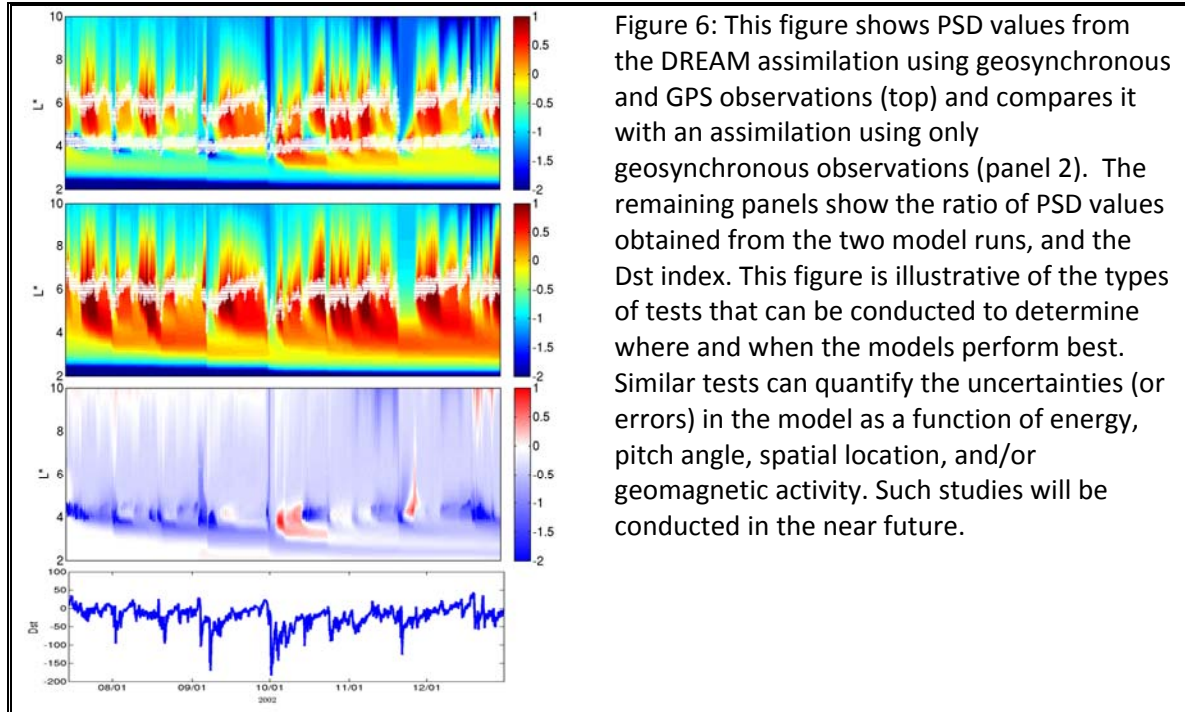 10
8
6
4
2
L*
1
0.5
0
-0.5
-1
-1.5
-2
10
8
6
4
2
L*
1
0.5
0
-0.5
-1
-1.5
-2
10
8
6
4
2
L*
1
0.5
0
-0.5
-1
-1.5
-2
100
50
0
-50
-100
-150
-200
Dst
08/01 09/01 10/01 11/01 12/01
2002
Figure 6: This figure shows PSD values from
the DREAM assimilation using geosynchronous
and GPS observations (top) and compares it
with an assimilation using only
geosynchronous observations (panel 2).  The
remaining panels show the ratio of PSD values
obtained from the two model runs, and the
Dst index. This figure is illustrative of the types
of tests that can be conducted to determine
where and when the models perform best.
Similar tests can quantify the uncertainties (or
errors) in the model as a function of energy,
pitch angle, spatial location, and/or
geomagnetic activity. Such studies will be
conducted in the near future.